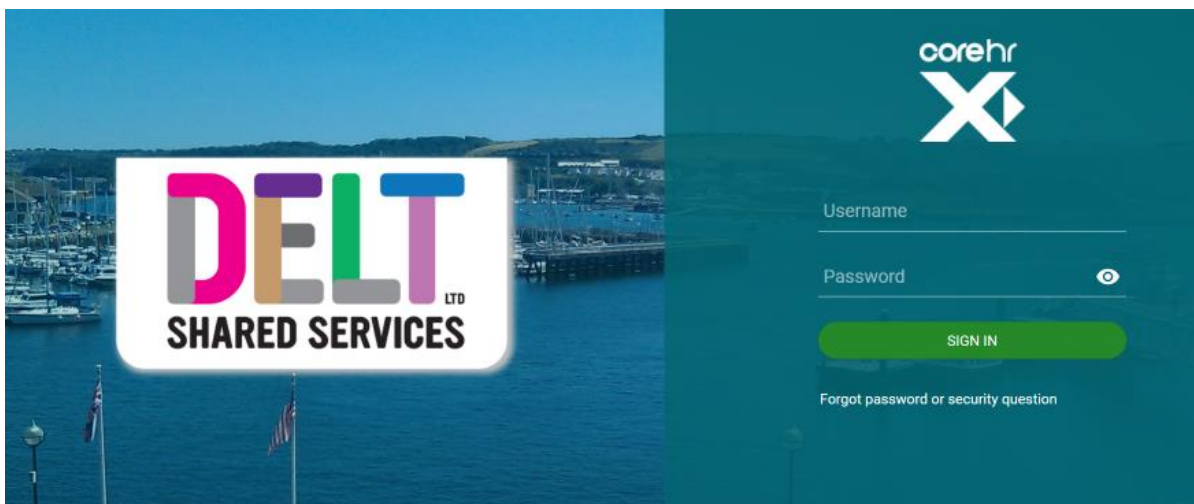 DELT
LTD
SHARED SERVICES
corehr
X
Username
Password
SIGN IN
Forgot password or security question